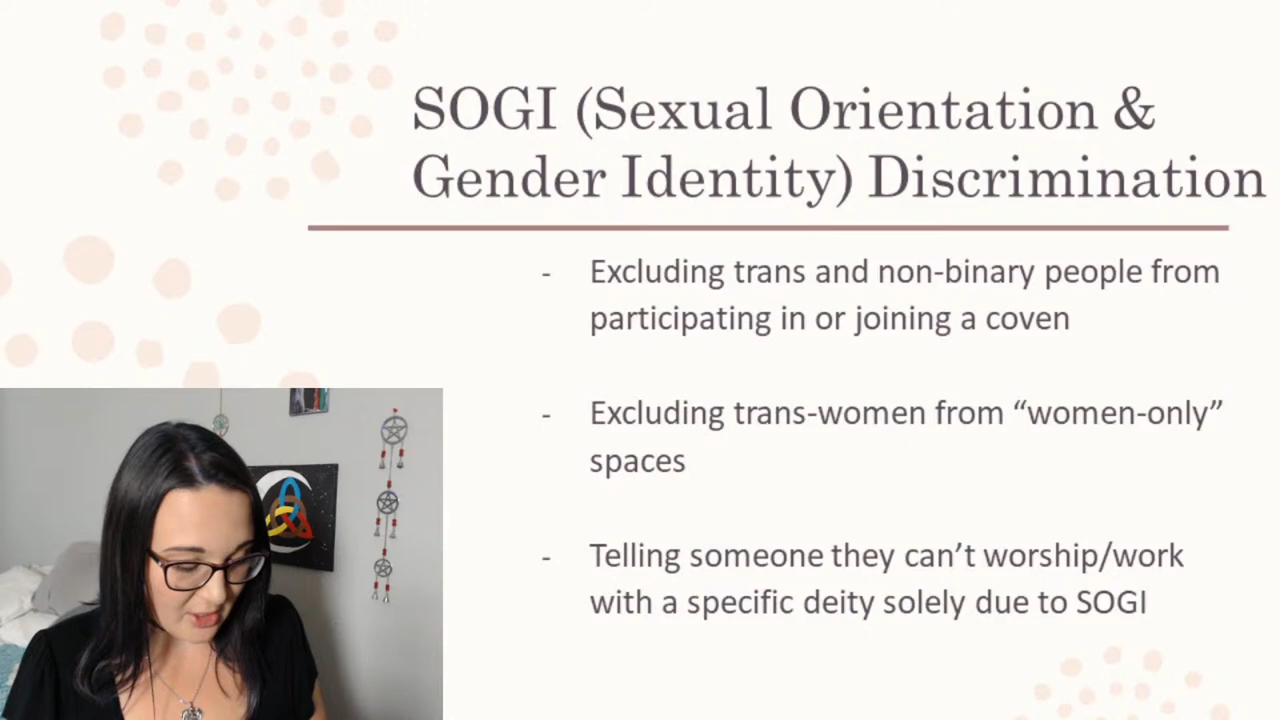 SOGI (Sexual Orientation &
Gender Identity) Discrimination
- Excluding trans and non-binary people from
participating in or joining a coven
- Excluding trans-women from “women-only”
spaces
- Telling someone they can’t worship/work
with a specific deity solely due to SOGI